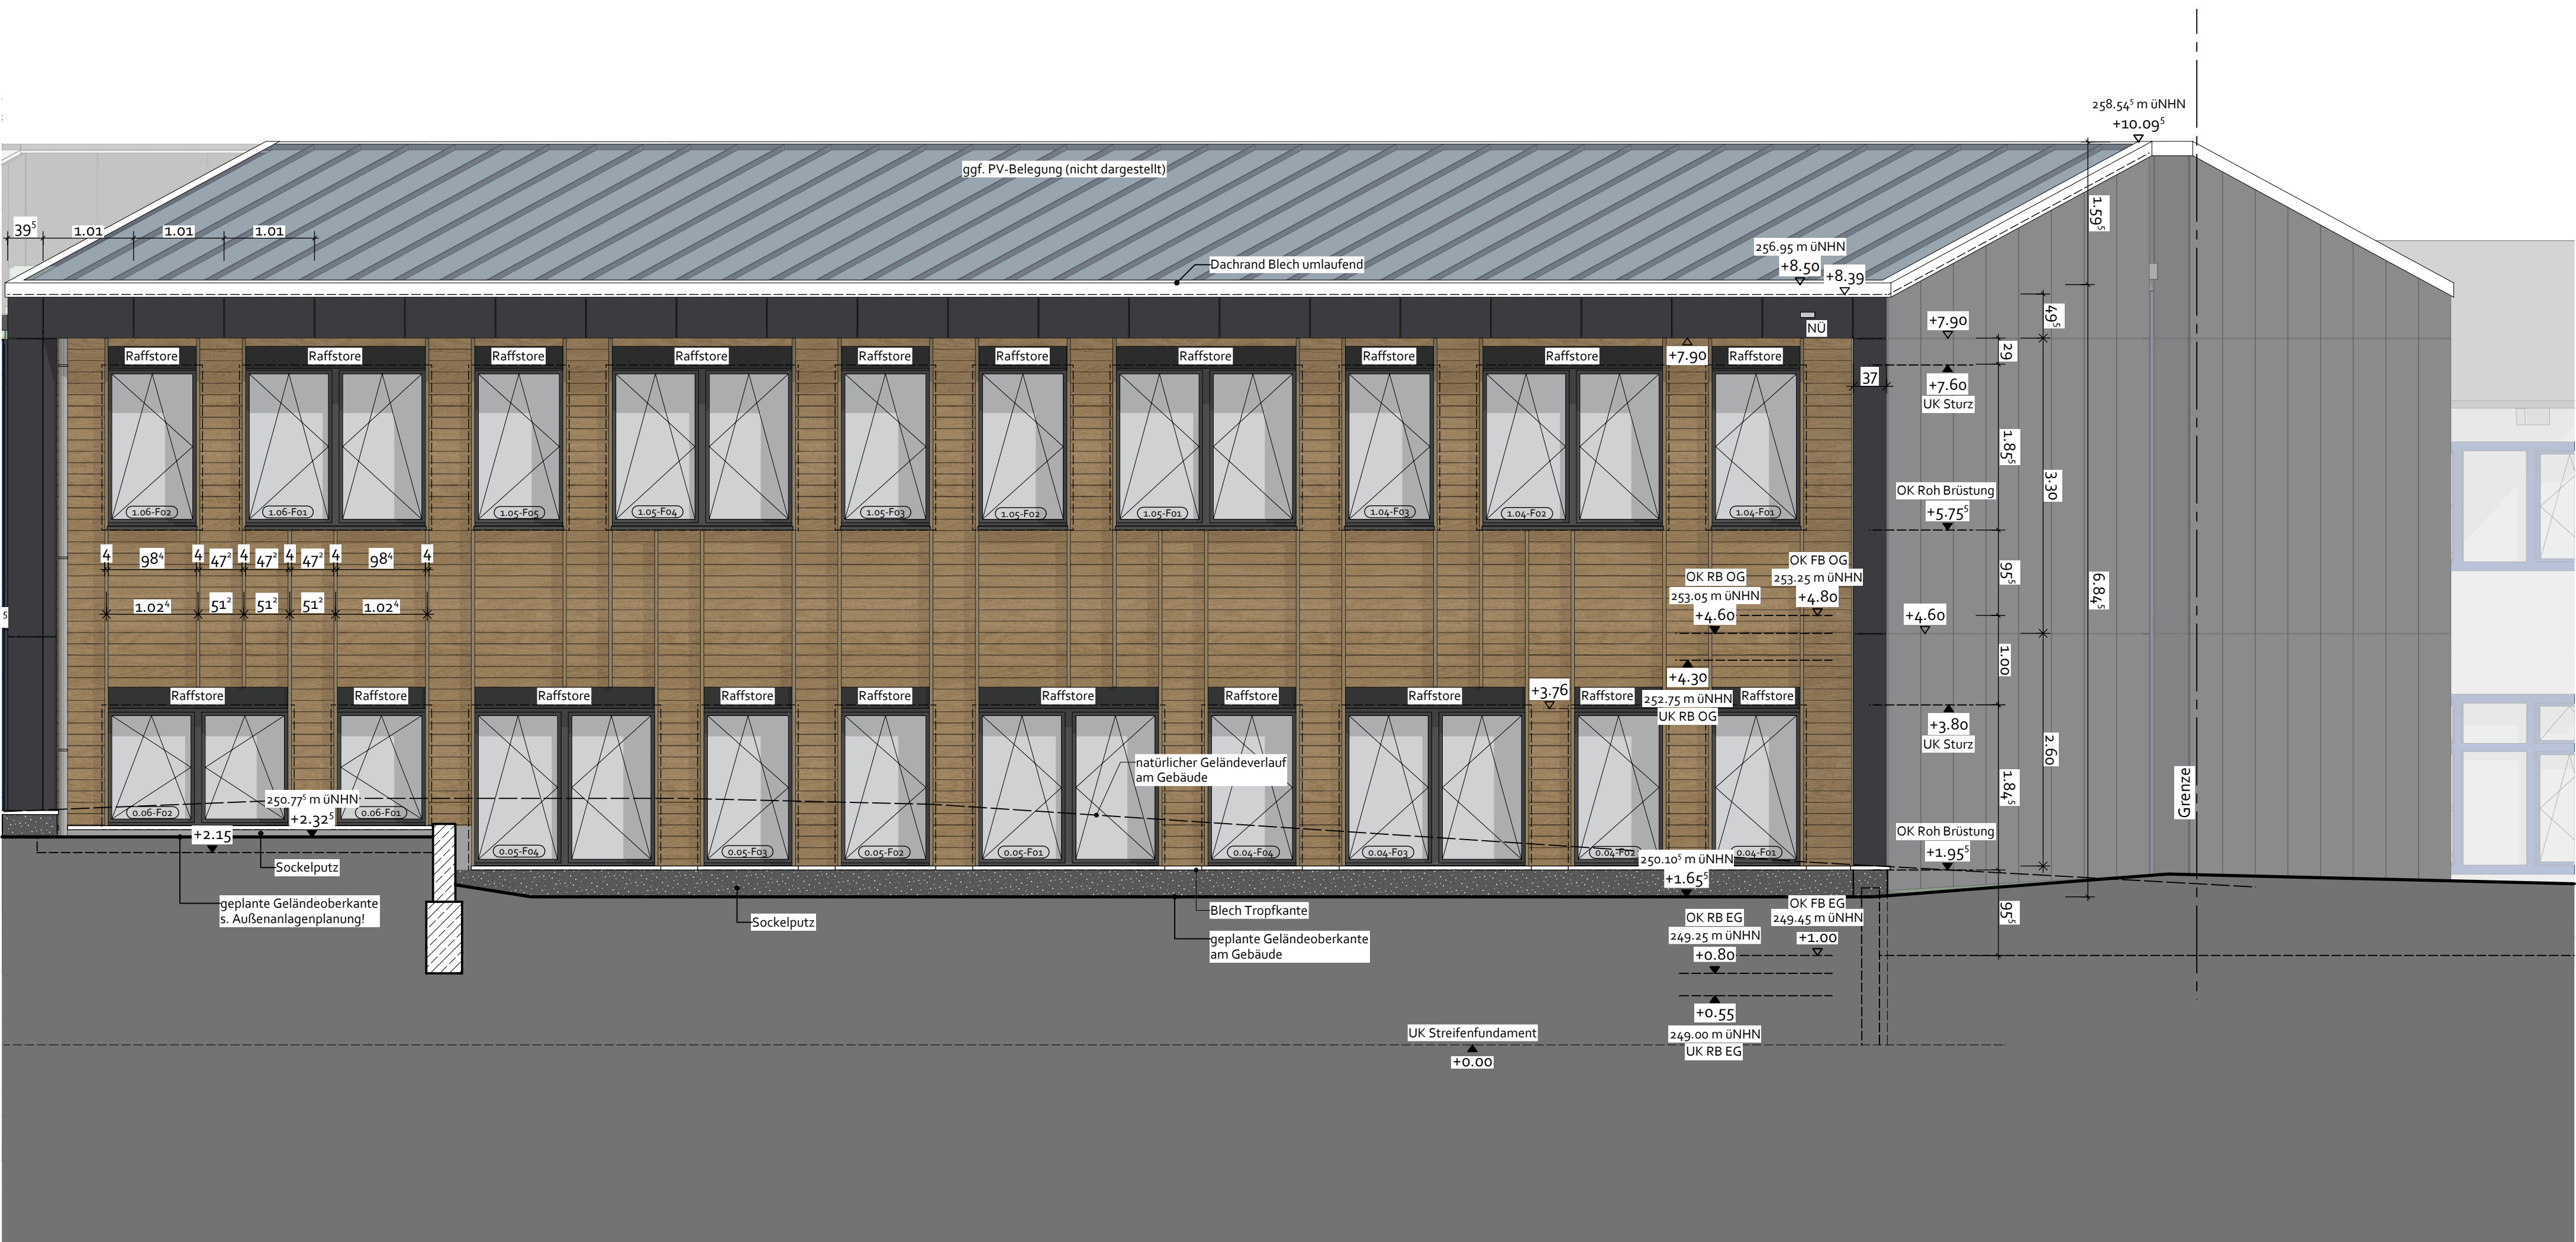 258.54⁵ m üNHN
+10.09⁵
ggf. PV-Belegung (nicht dargestellt)
1.59⁵
39⁵
1.01
1.01
1.01
256.95 m üNHN
+8.50
+8.39
Dachrand Blech umlaufend
NÜ
+7.90
49⁵
Raffstore
Raffstore
Raffstore
Raffstore
Raffstore
Raffstore
Raffstore
Raffstore
Raffstore
+7.90
Raffstore
29
37
+7.60
UK Sturz
1.85⁵
3.30
OK Roh Brüstung
+5.75⁵
1.06-F02
1.06-F01
1.05-F05
1.05-F04
1.05-F03
1.05-F02
1.05-F01
1.04-F03
1.04-F02
1.04-F01
4
98⁴
4
47²
4
47²
4
47²
4
98⁴
4
1.02⁴
51²
51²
51²
1.02⁴
OK FB OG
253.25 m üNHN
+4.80
OK RB OG
253.05 m üNHN
+4.60
+4.60
95⁵
6.84⁵
5
1.00
+4.30
252.75 m üNHN
UK RB OG
+3.76
Raffstore
Raffstore
Raffstore
Raffstore
Raffstore
Raffstore
Raffstore
Raffstore
Raffstore
Raffstore
+3.80
UK Sturz
2.60
1.84⁵
Grenze
natürlicher Geländeverlauf
am Gebäude
250.77⁵ m üNHN
+2.32⁵
+2.15
0.06-F02
0.06-F01
0.05-F04
0.05-F03
0.05-F02
0.05-F01
0.04-F04
0.04-F03
0.04-F02
0.04-F01
OK Roh Brüstung
+1.95⁵
250.10⁵ m üNHN
+1.65⁵
Sockelputz
geplante Geländeoberkante
s. Außenanlagenplanung!
Sockelputz
Blech Tropfkante
geplante Geländeoberkante
am Gebäude
95⁵
OK FB EG
249.45 m üNHN
+1.00
OK RB EG
249.25 m üNHN
+0.80
+0.55
249.00 m üNHN
UK RB EG
UK Streifenfundament
+0.00